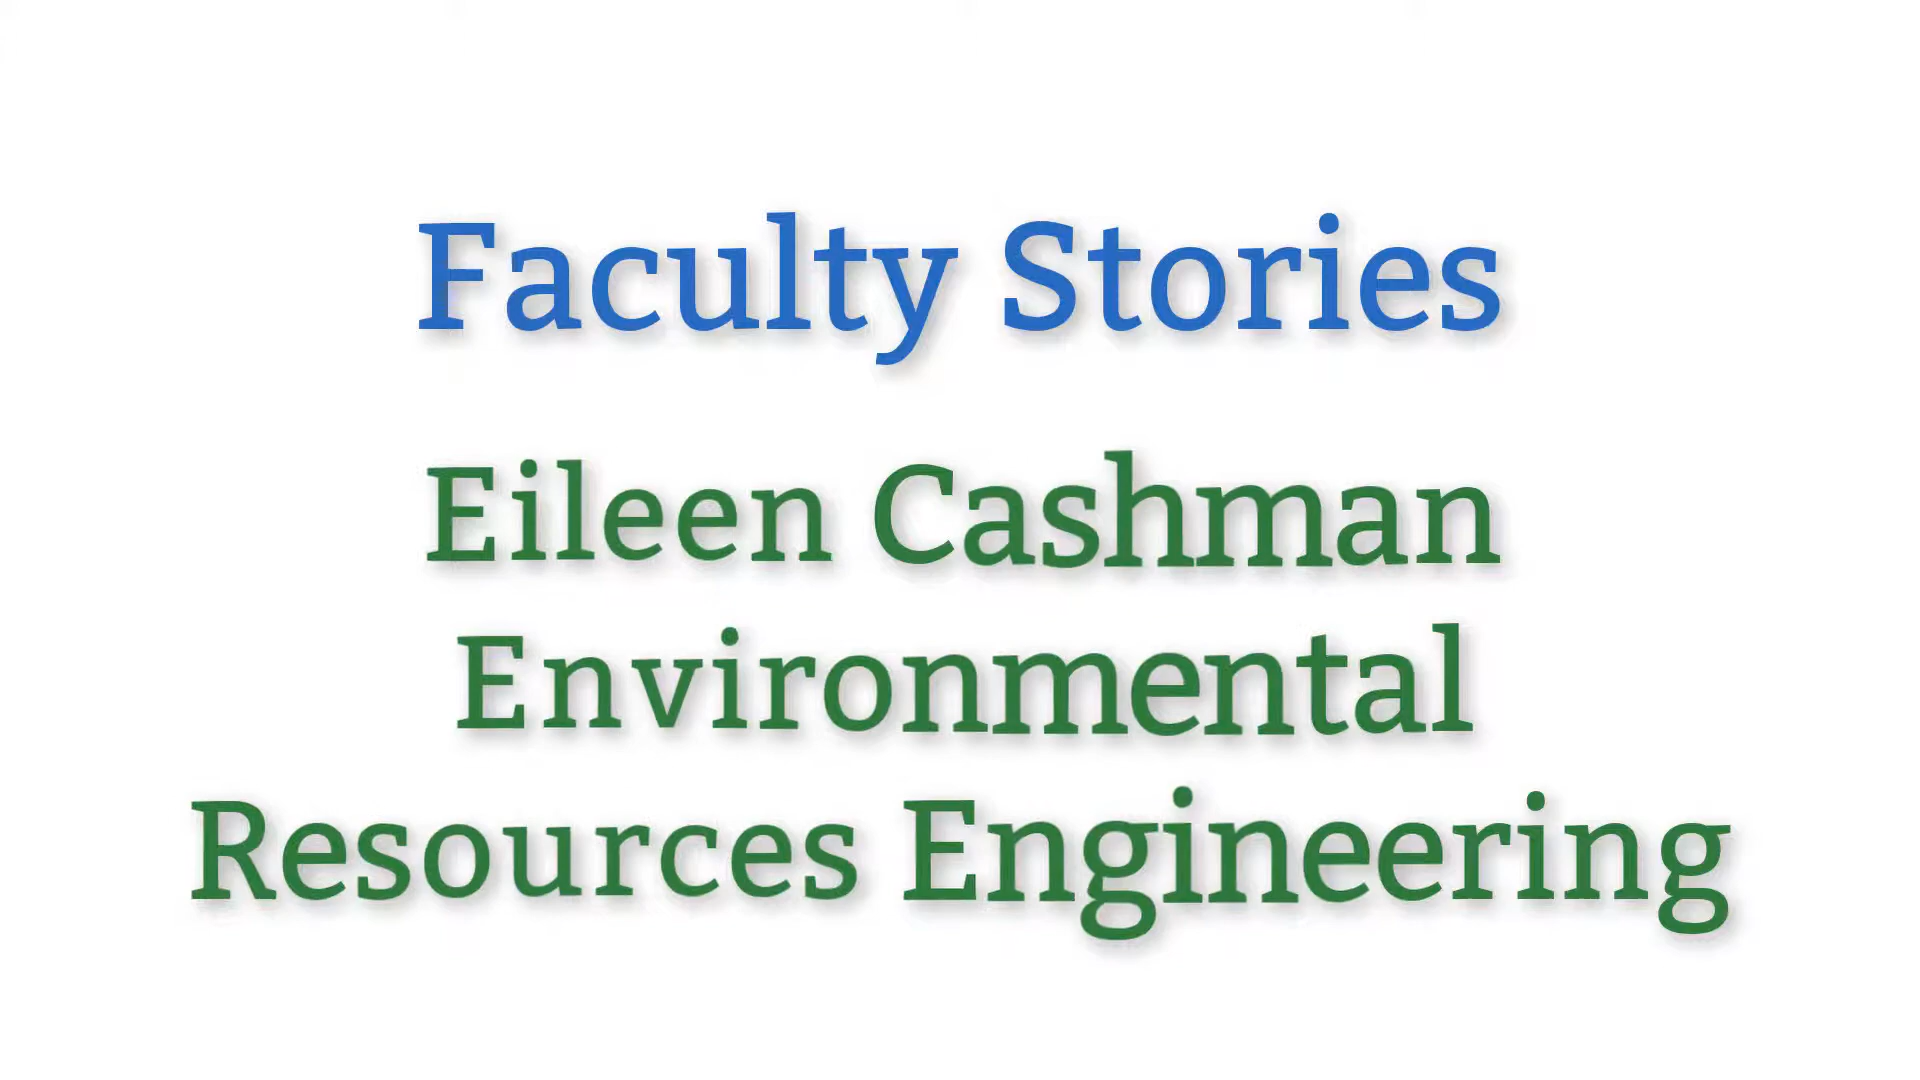 Faculty Stories
Eileen Cashman
Environmental
Resources Engineering